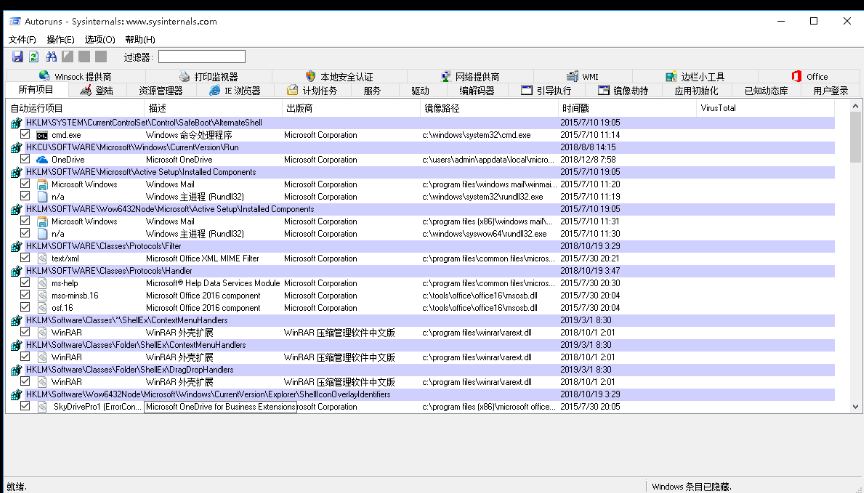 Autoruns - Sysinternals: www.sysinternals.com
文件(F) 操作(E) 选项(O) 帮助(H)
过滤器:
Winsock 提供商 打印监视器 本地安全认证 网络提供商 WMI 边栏小工具 Office
所有项目 登陆 资源管理器 IE 浏览器 计划任务 服务 驱动 编解码器 引导执行 镜像劫持 应用初始化 已知动态库 用户登录
自动运行项目 描述 出版商 镜像路径 时间戳 VirusTotal
HKLM\SYSTEM\CurrentControlSet\Control\SafeBoot\AlternateShell 2015/7/10 19:05
cmd.exe Windows 命令处理程序 Microsoft Corporation c:\windows\system32\cmd.exe 2015/7/10 11:14
HKCU\SOFTWARE\Microsoft\Windows\CurrentVersion\Run 2018/8/8 14:15
OneDrive Microsoft OneDrive Microsoft Corporation c:\users\admin\appdata\local\micro... 2018/12/8 7:58
HKLM\SOFTWARE\Microsoft\Active Setup\Installed Components 2015/7/10 19:05
Microsoft Windows Windows Mail Microsoft Corporation c:\program files\windows mail\winmai... 2015/7/10 11:20
n/a Windows 主进程 (Rundll32) Microsoft Corporation c:\windows\system32\rundll32.exe 2015/7/10 11:19
HKLM\SOFTWARE\Wow6432Node\Microsoft\Active Setup\Installed Components 2015/7/10 19:05
Microsoft Windows Windows Mail Microsoft Corporation c:\program files (x86)\windows mail\... 2015/7/10 11:31
n/a Windows 主进程 (Rundll32) Microsoft Corporation c:\windows\syswow64\rundll32.exe 2015/7/10 11:30
HKLM\SOFTWARE\Classes\Protocols\Filter 2018/10/19 3:29
text/xml Microsoft Office XML MIME Filter Microsoft Corporation c:\program files\common files\micros... 2015/7/30 20:21
HKLM\SOFTWARE\Classes\Protocols\Handler 2018/10/19 3:47
ms-help Microsoft® Help Data Services Module Microsoft Corporation c:\program files\common files\micros... 2015/7/30 20:30
mso-minsb.16 Microsoft Office 2016 component Microsoft Corporation c:\tools\office\office16\msosb.dll 2015/7/30 20:04
osf.16 Microsoft Office 2016 component Microsoft Corporation c:\tools\office\office16\msosb.dll 2015/7/30 20:04
HKLM\Software\Classes\*\ShellEx\ContextMenuHandlers 2019/3/1 8:30
WinRAR WinRAR 外壳扩展 WinRAR 压缩管理软件中文版 c:\program files\winrar\rarext.dll 2018/10/1 2:01
HKLM\Software\Classes\Folder\ShellEx\ContextMenuHandlers 2019/3/1 8:30
WinRAR WinRAR 外壳扩展 WinRAR 压缩管理软件中文版 c:\program files\winrar\rarext.dll 2018/10/1 2:01
HKLM\Software\Classes\Folder\ShellEx\DragDropHandlers 2019/3/1 8:30
WinRAR WinRAR 外壳扩展 WinRAR 压缩管理软件中文版 c:\program files\winrar\rarext.dll 2018/10/1 2:01
HKLM\Software\Wow6432Node\Microsoft\Windows\CurrentVersion\Explorer\ShellIconOverlayIdentifiers 2018/10/19 3:29
SkyDrivePro1 (ErrorCon... Microsoft OneDrive for Business Extensions rosoft Corporation c:\program files (x86)\microsoft office... 2015/7/30 20:05
就绪. Windows 条目已隐藏.